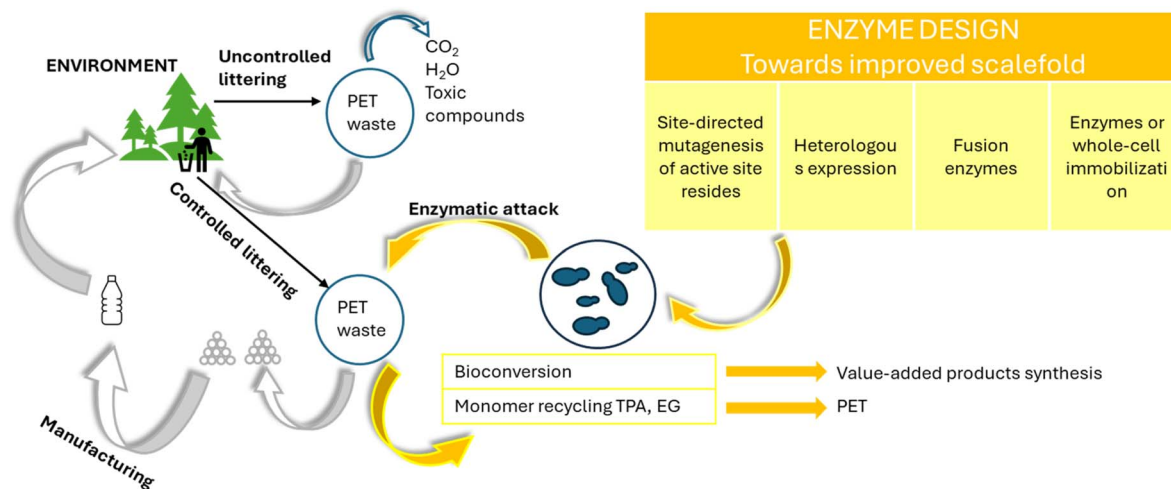 ENVIRONMENT
Uncontrolled
littering
PET
waste
CO₂
H₂O
Toxic
compounds
ENZYME DESIGN
Towards improved scalefold
Site-directed
mutagenesis
of active site
resides
Heterologou
s expression
Fusion
enzymes
Enzymes or
whole-cell
immobilizati
on
Controlled littering
Enzymatic attack
PET
waste
Manufacturing
Bioconversion
Value-added products synthesis
Monomer recycling TPA, EG
PET